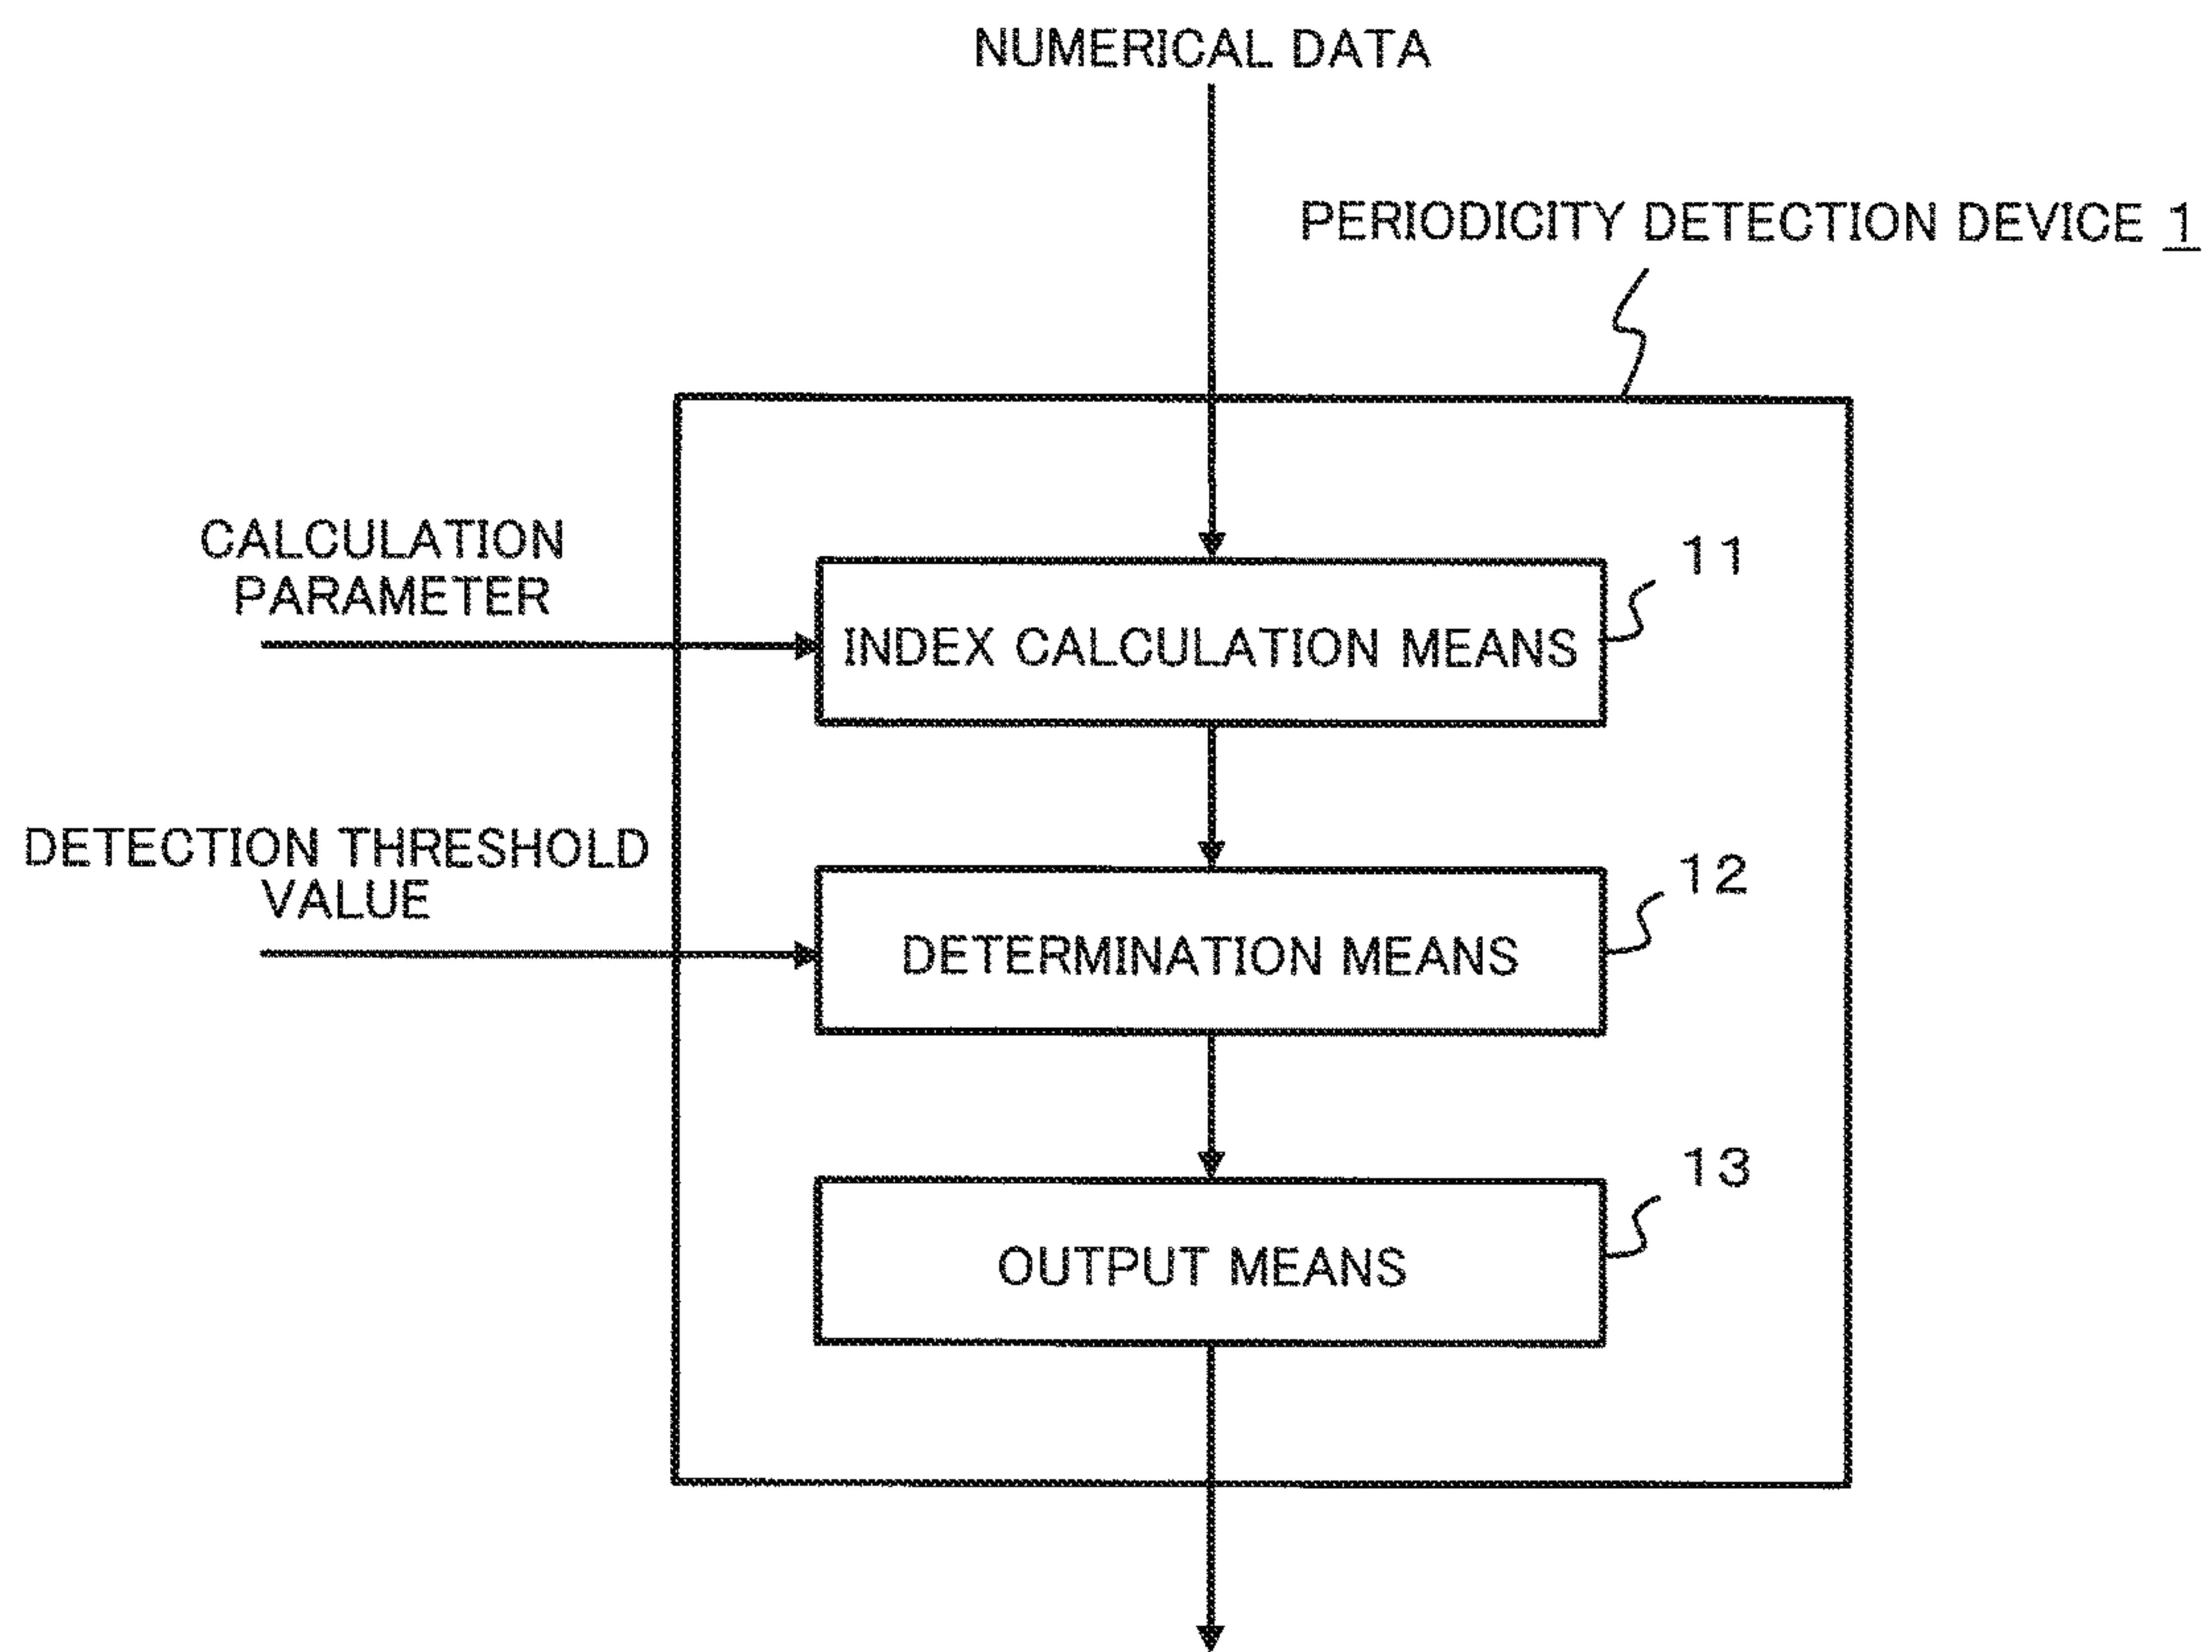 NUMERICAL DATA
PERIODICITY DETECTION DEVICE 1
CALCULATION
PARAMETER
11
INDEX CALCULATION MEANS
DETECTION THRESHOLD
VALUE
12
DETERMINATION MEANS
13
OUTPUT MEANS